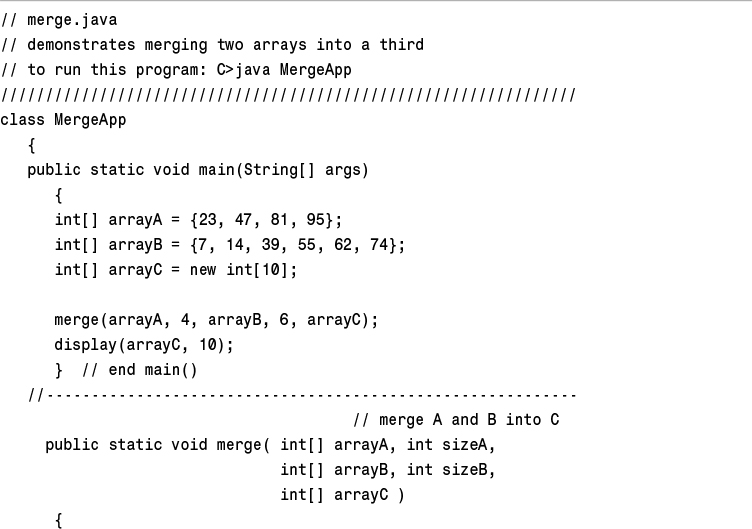 // merge.java
// demonstrates merging two arrays into a third
// to run this program: C>java MergeApp
////////////////////////////////////////////////////////////////
class MergeApp
   {
   public static void main(String[] args)
      {
      int[] arrayA = {23, 47, 81, 95};
      int[] arrayB = {7, 14, 39, 55, 62, 74};
      int[] arrayC = new int[10];

      merge(arrayA, 4, arrayB, 6, arrayC);
      display(arrayC, 10);
      }  // end main()
   //-----------------------------------------------------------
                                       // merge A and B into C
     public static void merge( int[] arrayA, int sizeA,
                               int[] arrayB, int sizeB,
                               int[] arrayC )
      {